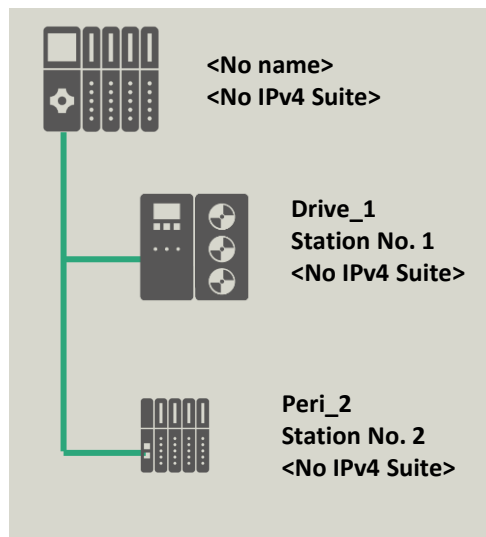 <No name>
<No IPv4 Suite>
Drive_1
Station No. 1
<No IPv4 Suite>
Peri_2
Station No. 2
<No IPv4 Suite>